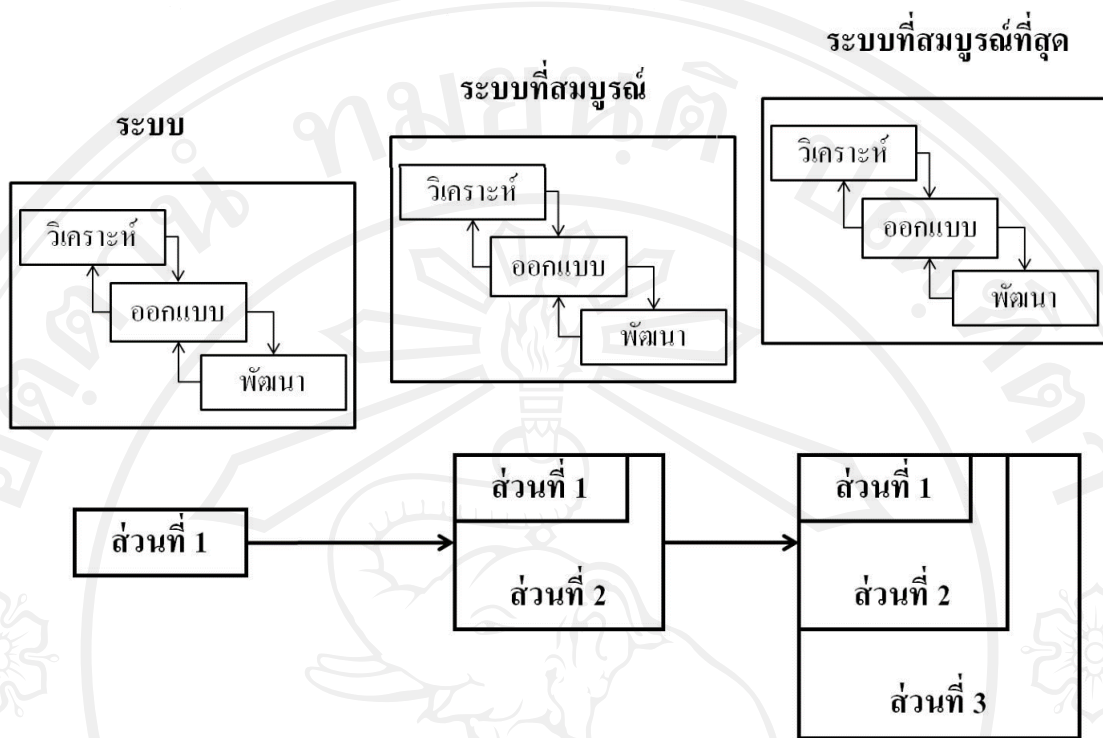 ระบบ
วิเคราะห์
ออกแบบ
พัฒนา
ระบบที่สมบูรณ์
วิเคราะห์
ออกแบบ
พัฒนา
ระบบที่สมบูรณ์ที่สุด
วิเคราะห์
ออกแบบ
พัฒนา
ส่วนที่ 1
ส่วนที่ 1
ส่วนที่ 2
ส่วนที่ 1
ส่วนที่ 2
ส่วนที่ 3